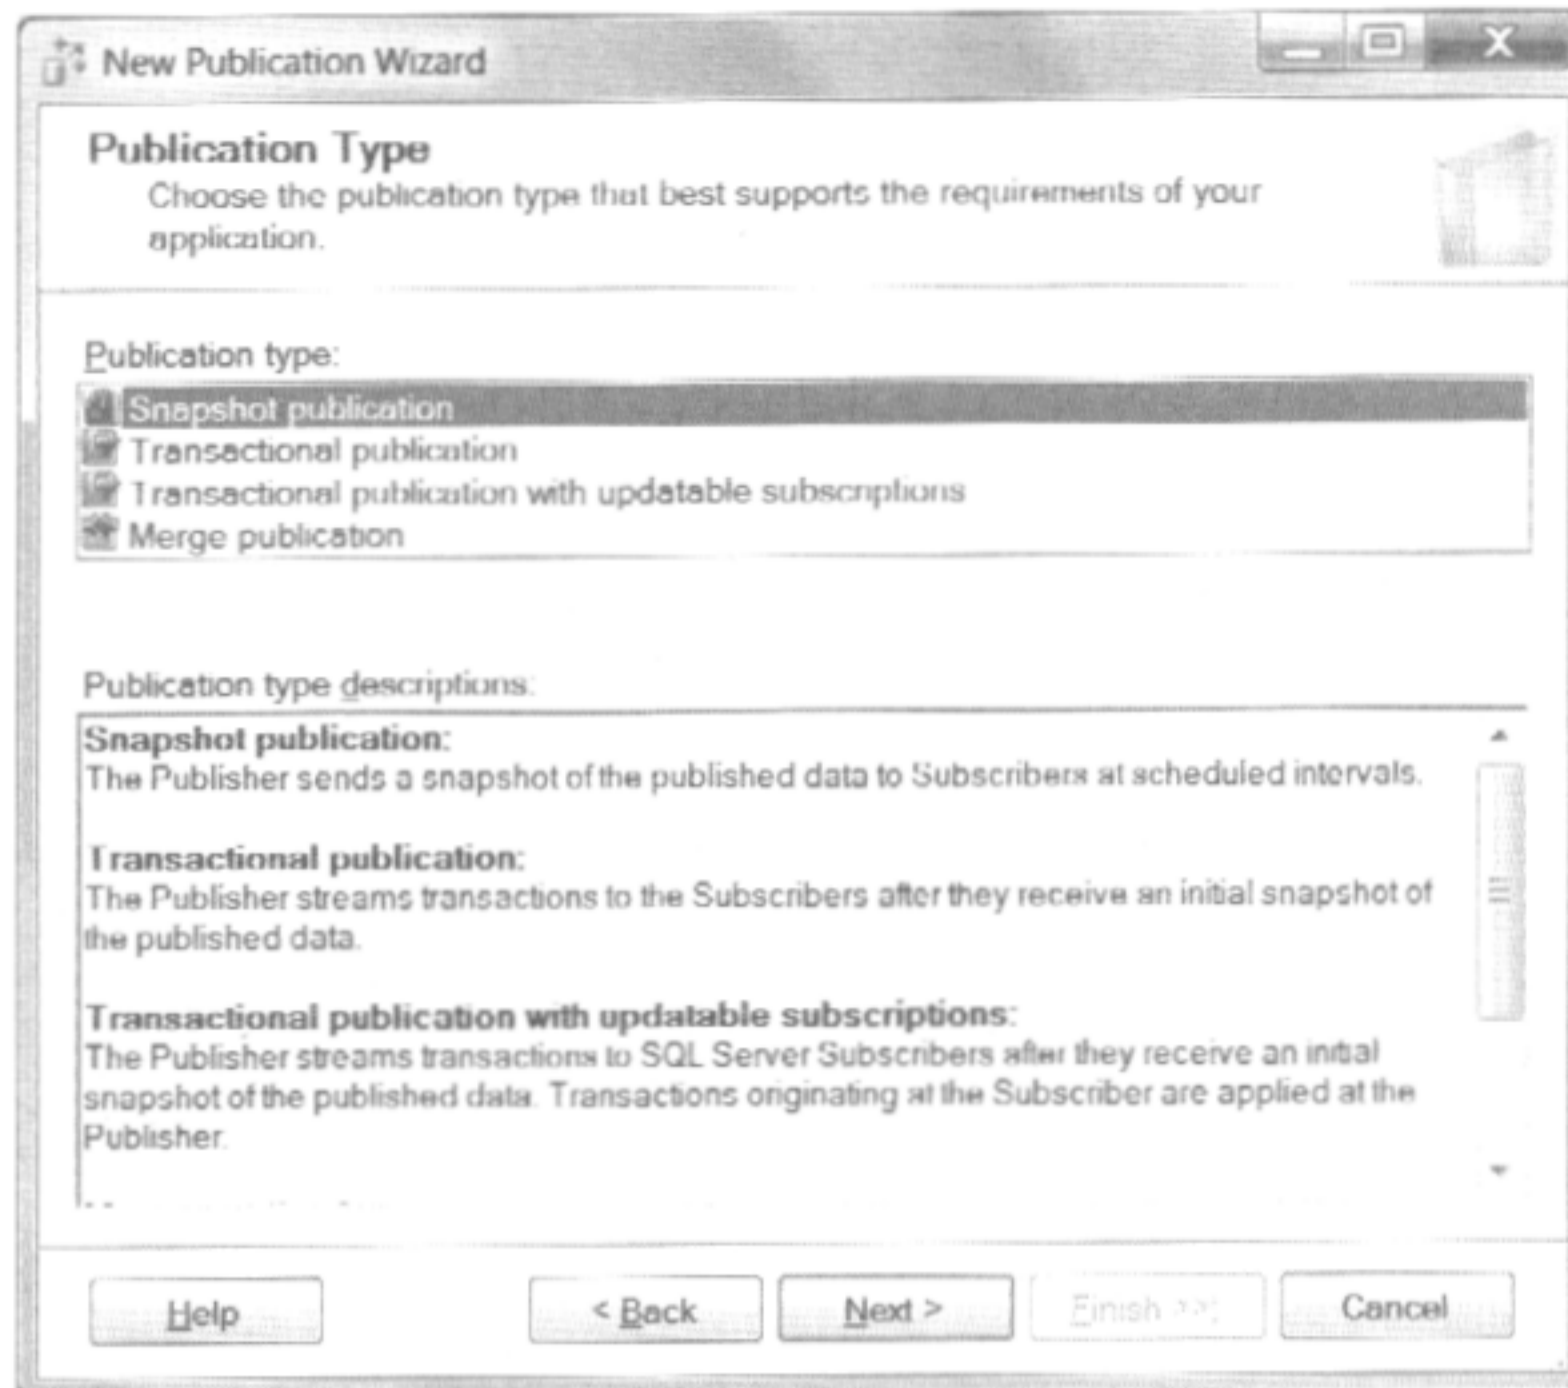 New Publication Wizard
Publication Type
Choose the publication type that best supports the requirements of your
application.
Publication type:
Snapshot publication
Transactional publication
Transactional publication with updatable subscriptions
Merge publication
Publication type descriptions:
Snapshot publication:
The Publisher sends a snapshot of the published data to Subscribers at scheduled intervals.
Transactional publication:
The Publisher streams transactions to the Subscribers after they receive an initial snapshot of
the published data.
Transactional publication with updatable subscriptions:
The Publisher streams transactions to SQL Server Subscribers after they receive an initial
snapshot of the published data. Transactions originating at the Subscriber are applied at the
Publisher.
Help
< Back
Next >
Finish >>|
Cancel